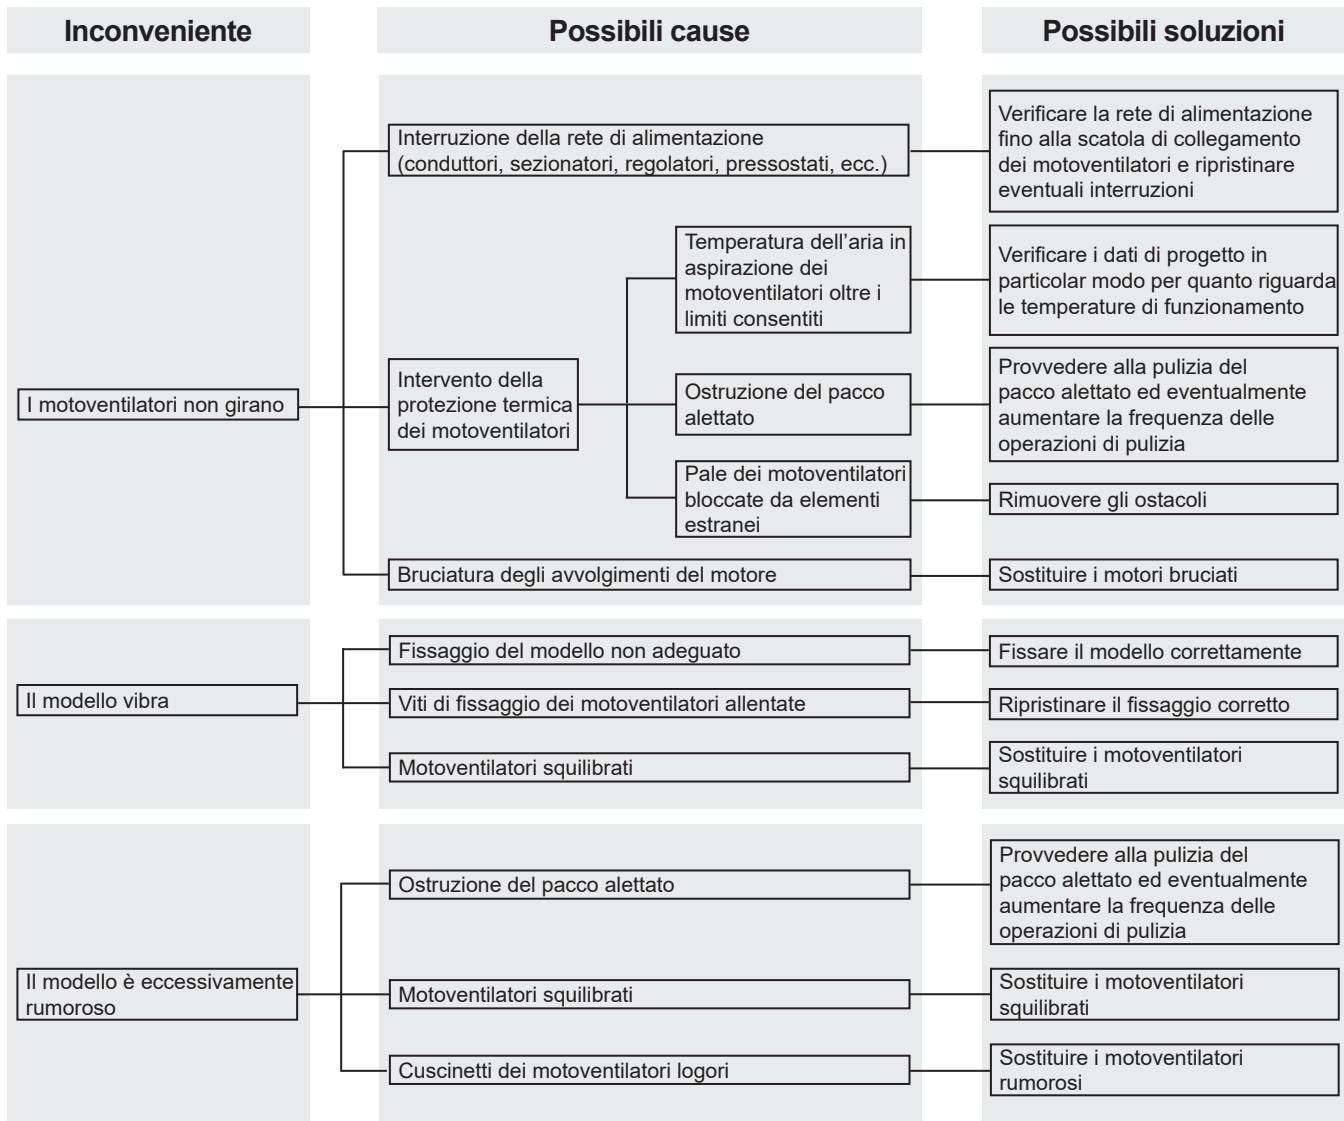 Inconveniente
Possibili cause
Possibili soluzioni
I motoventilatori non girano
Interruzione della rete di alimentazione
(conduttori, sezionatori, regolatori, pressostati, ecc.)
Verificare la rete di alimentazione
fino alla scatola di collegamento
dei motoventilatori e ripristinare
eventuali interruzioni
Intervento della
protezione termica
dei motoventilatori
Temperatura dell’aria in
aspirazione dei
motoventilatori oltre i
limiti consentiti
Verificare i dati di progetto in
particolar modo per quanto riguarda
le temperature di funzionamento
Ostruzione del pacco
alettato
Provvedere alla pulizia del
pacco alettato ed eventualmente
aumentare la frequenza delle
operazioni di pulizia
Pale dei motoventilatori
bloccate da elementi
estranei
Rimuovere gli ostacoli
Bruciatura degli avvolgimenti del motore
Sostituire i motori bruciati
Il modello vibra
Fissaggio del modello non adeguato
Fissare il modello correttamente
Viti di fissaggio dei motoventilatori allentate
Ripristinare il fissaggio corretto
Motoventilatori squilibrati
Sostituire i motoventilatori
squilibrati
Il modello è eccessivamente
rumoroso
Ostruzione del pacco alettato
Provvedere alla pulizia del
pacco alettato ed eventualmente
aumentare la frequenza delle
operazioni di pulizia
Motoventilatori squilibrati
Sostituire i motoventilatori
squilibrati
Cuscinetti dei motoventilatori logori
Sostituire i motoventilatori
rumorosi